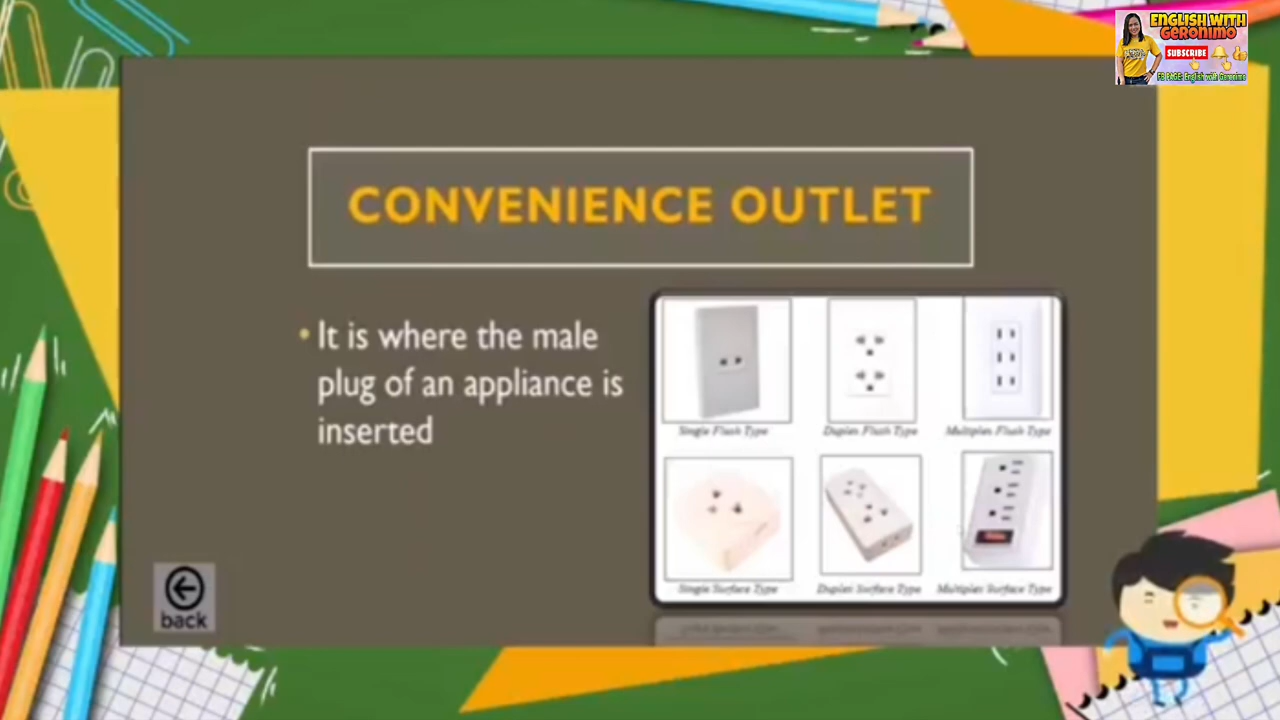 ENGLISH WITH
GERONIMO
SUBSCRIBE
FB PAGE: English with Geronimo
CONVENIENCE OUTLET
• It is where the male
plug of an appliance is
inserted
Single Flush Type
Duplex Flush Type
Multiplex Flush Type
Single Surface Type
Duplex Surface Type
Multiplex Surface Type
back